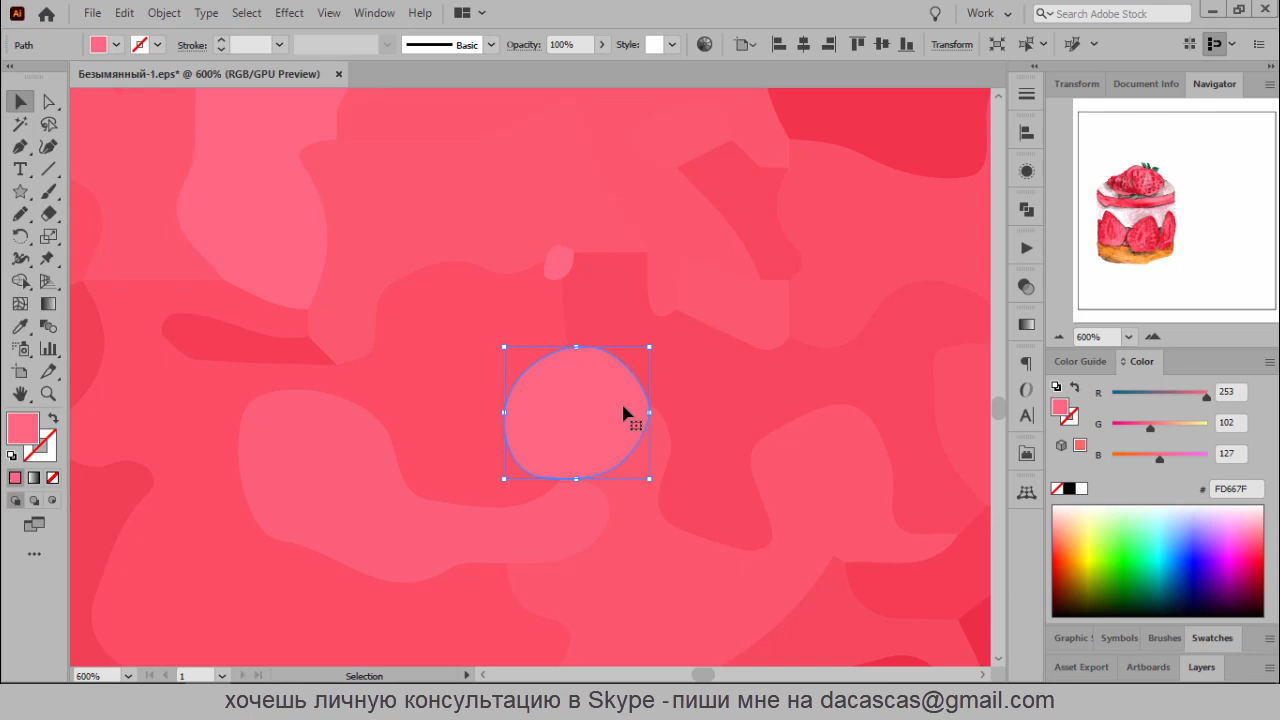 Ai File Edit Object Type Select Effect View Window Help Work Search Adobe Stock
Path Stroke: Basic Opacity: 100% Style: Transform
Безымянный-1.eps* @ 600% (RGB/GPU Preview)
Transform Document Info Navigator
600%
Color Guide Color
R 253
G 102
B 127
# FD667F
Graphic Symbols Brushes Swatches
Asset Export Artboards Layers
600% 1 Selection
хочешь личную консультацию в Skype -пиши мне на dacascas@gmail.com